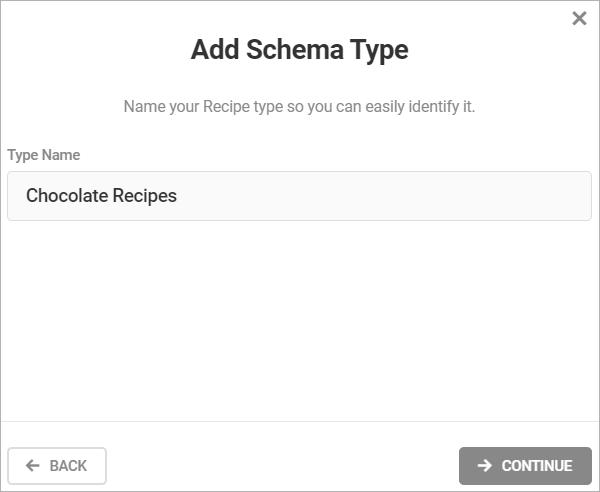 Add Schema Type
Name your Recipe type so you can easily identify it.
Type Name
Chocolate Recipes
BACK
CONTINUE